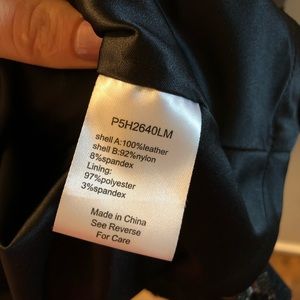 P5H2640LM
shell A:100%leather
shell B:92%nylon
8%spandex
Lining:
97%polyester
3%spandex
Made in China
See Reverse
For Care